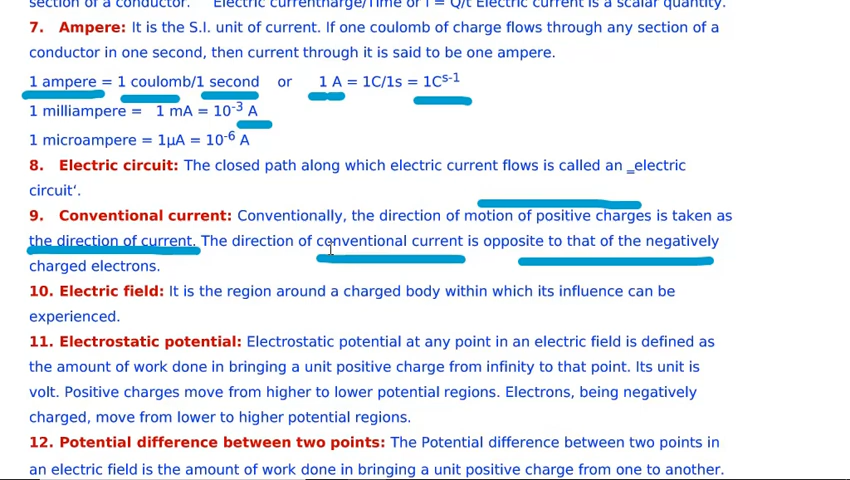 section of a conductor. Electric currentharge/Time or I = Q/t Electric current is a scalar quantity.
7. Ampere: It is the S.I. unit of current. If one coulomb of charge flows through any section of a
conductor in one second, then current through it is said to be one ampere.
1 ampere = 1 coulomb/1 second or 1 A = 1C/1s = 1Cs-1
1 milliampere = 1 mA = 10-3 A
1 microampere = 1µA = 10-6 A
8. Electric circuit: The closed path along which electric current flows is called an ‗electric
circuit‘.
9. Conventional current: Conventionally, the direction of motion of positive charges is taken as
the direction of current. The direction of conventional current is opposite to that of the negatively
charged electrons.
10. Electric field: It is the region around a charged body within which its influence can be
experienced.
11. Electrostatic potential: Electrostatic potential at any point in an electric field is defined as
the amount of work done in bringing a unit positive charge from infinity to that point. Its unit is
volt. Positive charges move from higher to lower potential regions. Electrons, being negatively
charged, move from lower to higher potential regions.
12. Potential difference between two points: The Potential difference between two points in
an electric field is the amount of work done in bringing a unit positive charge from one to another.